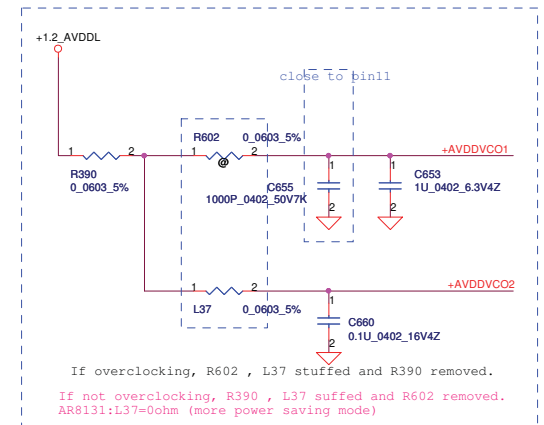 +1.2_AVDDL
close to pin11
R602 0_0603_5%
1 2 1 2 +AVDDVCO1
@
R390
0_0603_5%
1 1
C655 C653
1000P_0402_50V7K 1U_0402_6.3V4Z
2 2
1 2 +AVDDVCO2
L37 0_0603_5%
1
C660
0.1U_0402_16V4Z
2
If overclocking, R602 , L37 stuffed and R390 removed.
If not overclocking, R390 , L37 suffed and R602 removed.
AR8131:L37=0ohm (more power saving mode)